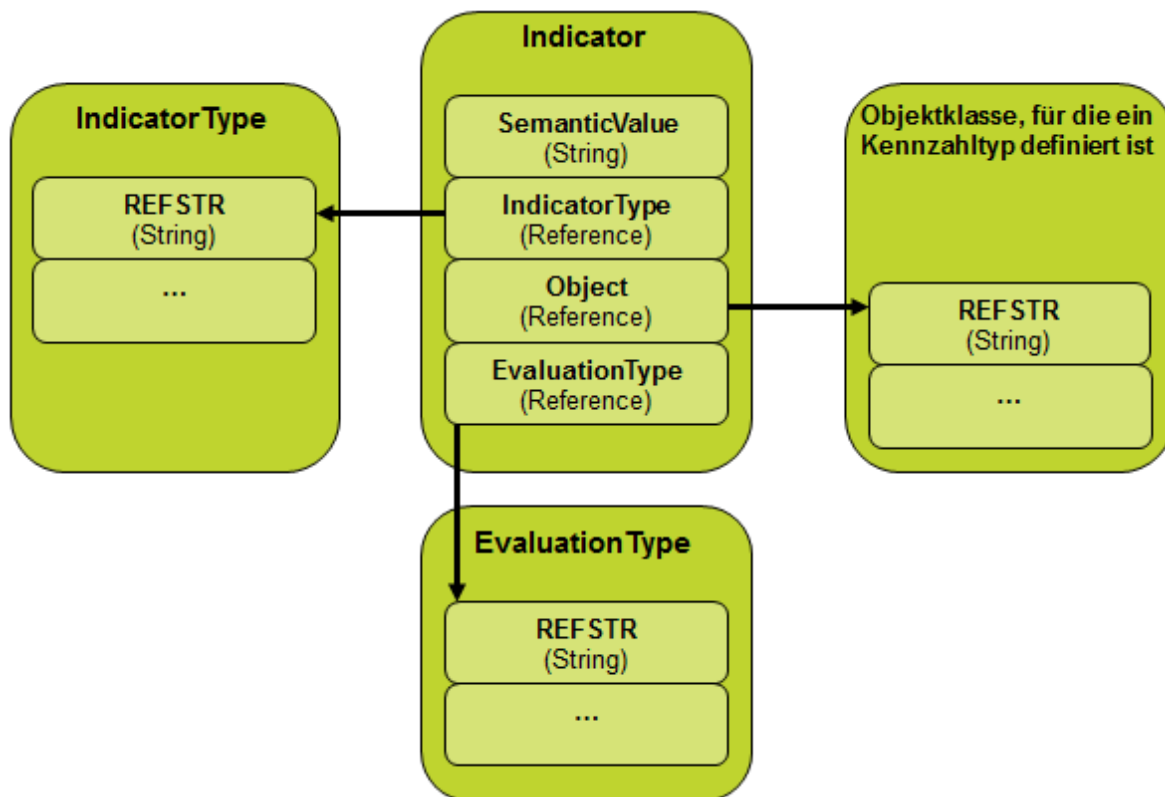 Indicator
SemanticValue
(String)
IndicatorType
(Reference)
Object
(Reference)
EvaluationType
(Reference)
IndicatorType
REFSTR
(String)
...
Objektklasse, für die ein
Kennzahltyp definiert ist
REFSTR
(String)
...
EvaluationType
REFSTR
(String)
...